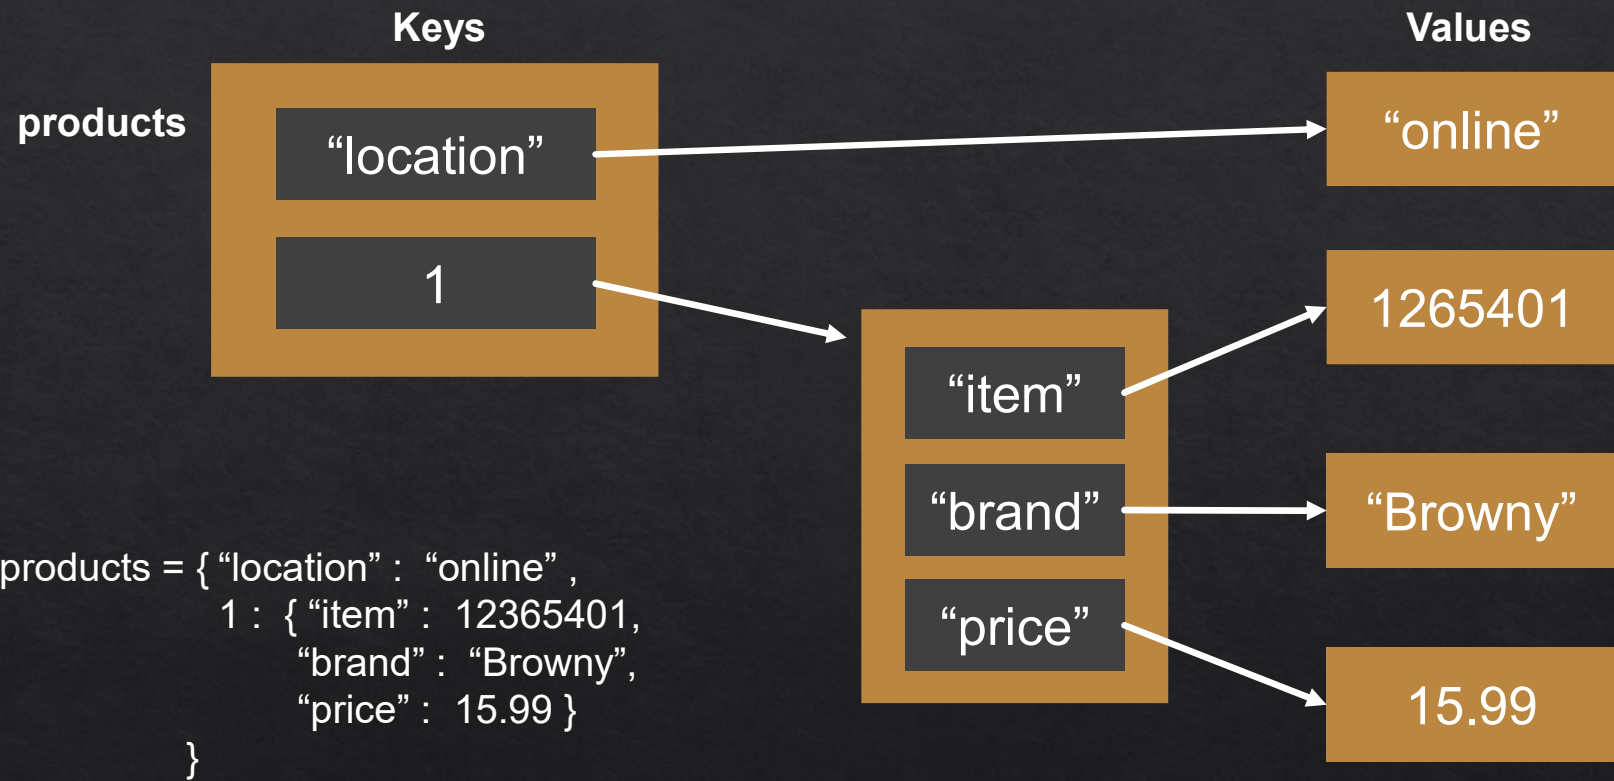 Keys
Values
products
“location”
“online”
1
1265401
“item”
“brand”
“Browny”
“price”
15.99
products = { “location” :  “online” ,
1 :  { “item” :  12365401,
“brand” :  “Browny”,
“price” :  15.99 }
}